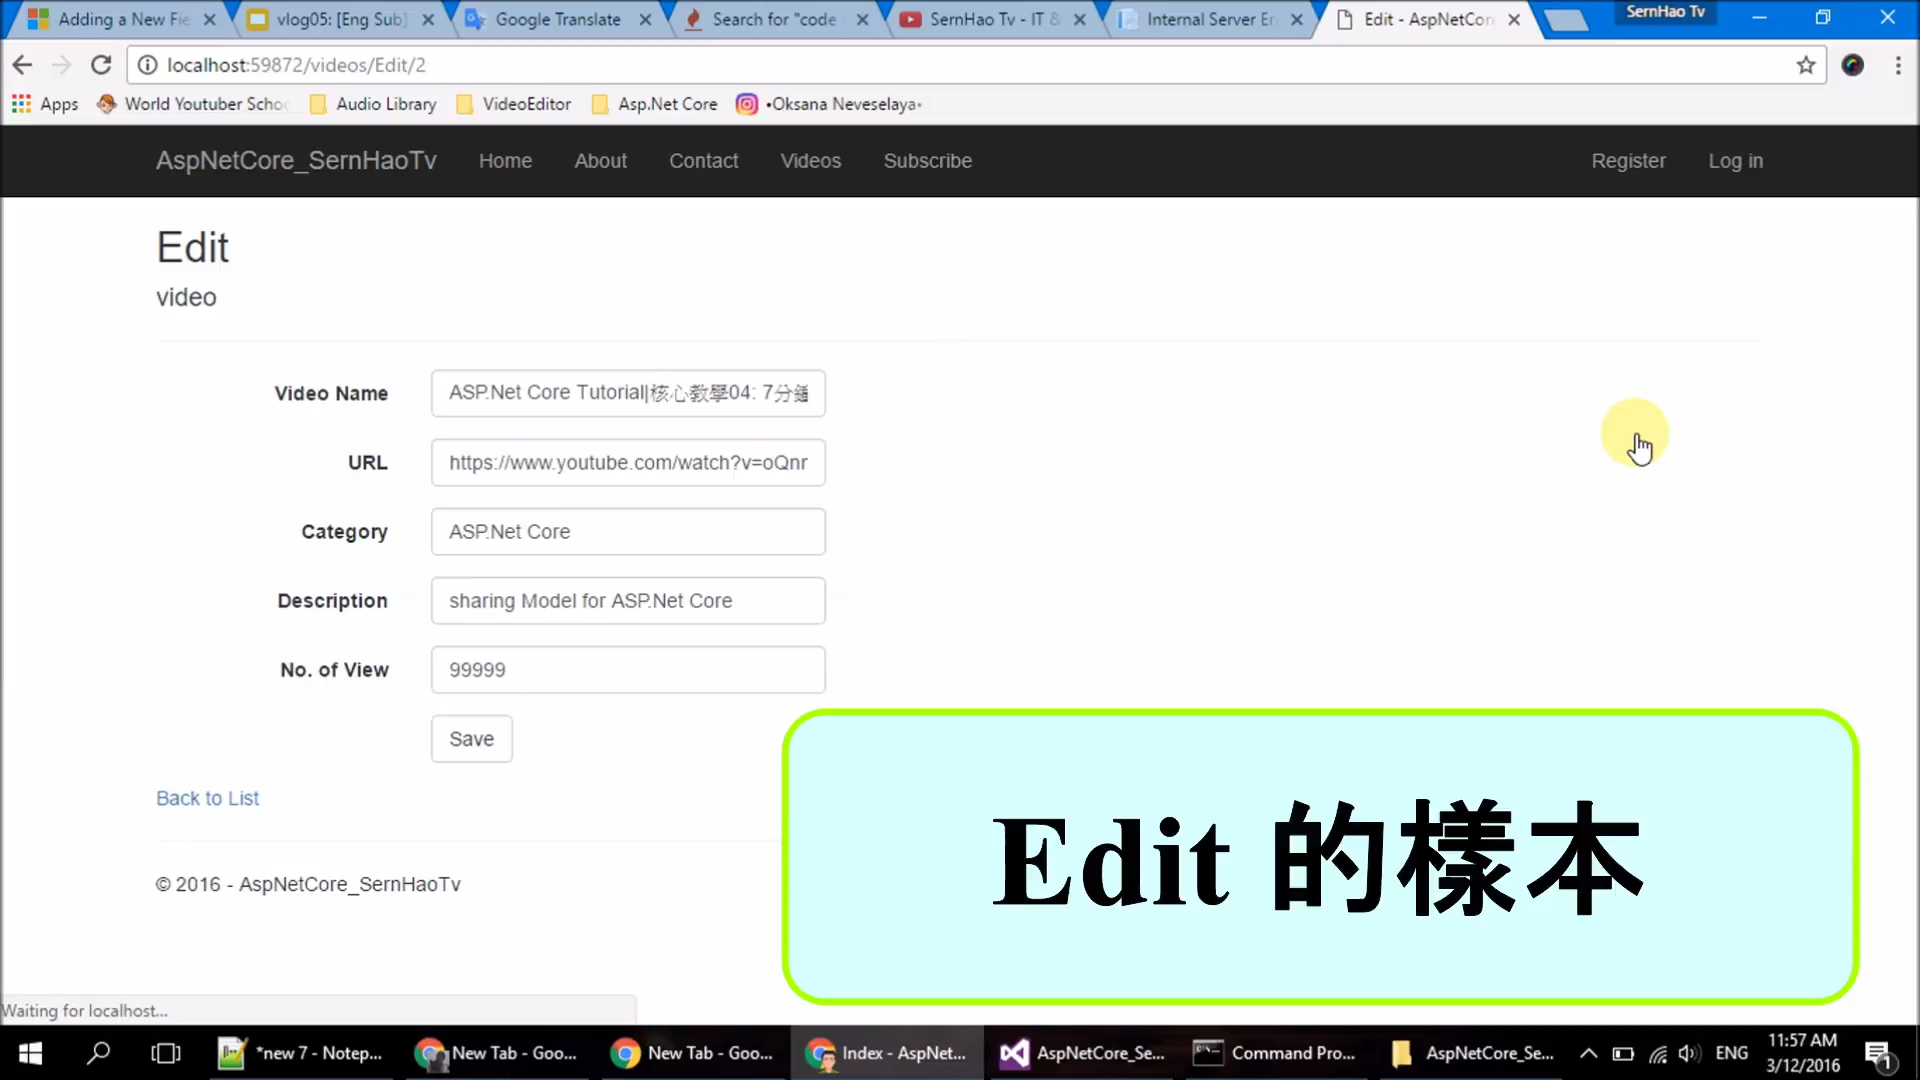 Adding a New Fie
vlog05: [Eng Sub]
Google Translate
Search for "code
SernHao Tv - IT &
Internal Server Er
Edit - AspNetCor
SernHao Tv
localhost:59872/videos/Edit/2
Apps
World Youtuber Schoo
Audio Library
VideoEditor
Asp.Net Core
•Oksana Neveselaya•
AspNetCore_SernHaoTv
Home
About
Contact
Videos
Subscribe
Register
Log in
Edit
video
Video Name
ASP.Net Core Tutorial|核心教學04: 7分鐘
URL
https://www.youtube.com/watch?v=oQnr
Category
ASP.Net Core
Description
sharing Model for ASP.Net Core
No. of View
99999
Save
Back to List
Edit 的樣本
© 2016 - AspNetCore_SernHaoTv
Waiting for localhost...
*new 7 - Notep...
New Tab - Goo...
New Tab - Goo...
Index - AspNet...
AspNetCore_Se...
Command Pro...
AspNetCore_Se...
ENG
11:57 AM
3/12/2016
1